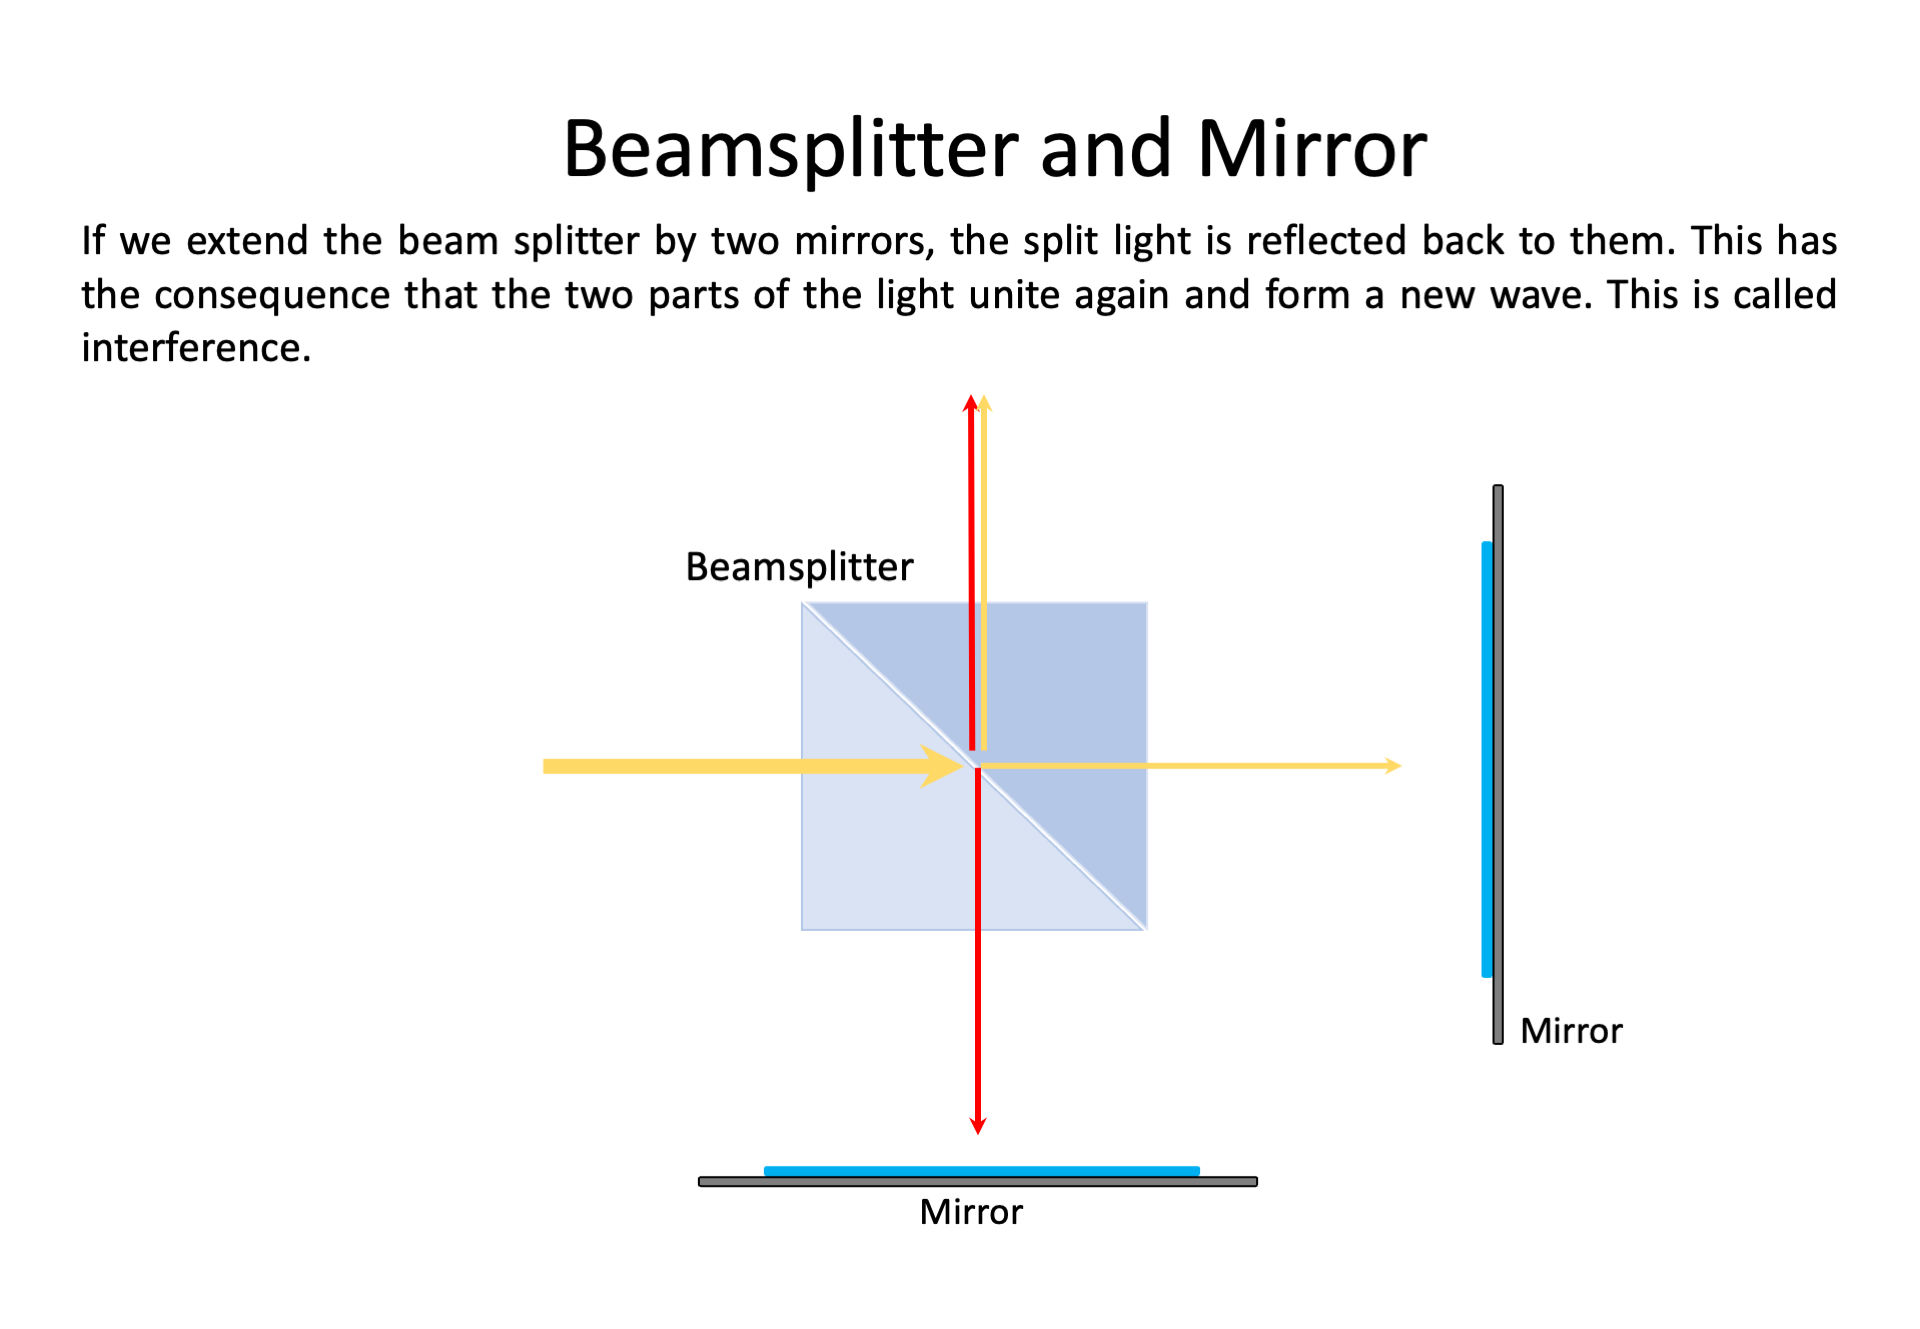 Beamsplitter and Mirror
If we extend the beam splitter by two mirrors, the split light is reflected back to them. This has
the consequence that the two parts of the light unite again and form a new wave. This is called
interference.
Beamsplitter
Mirror
Mirror